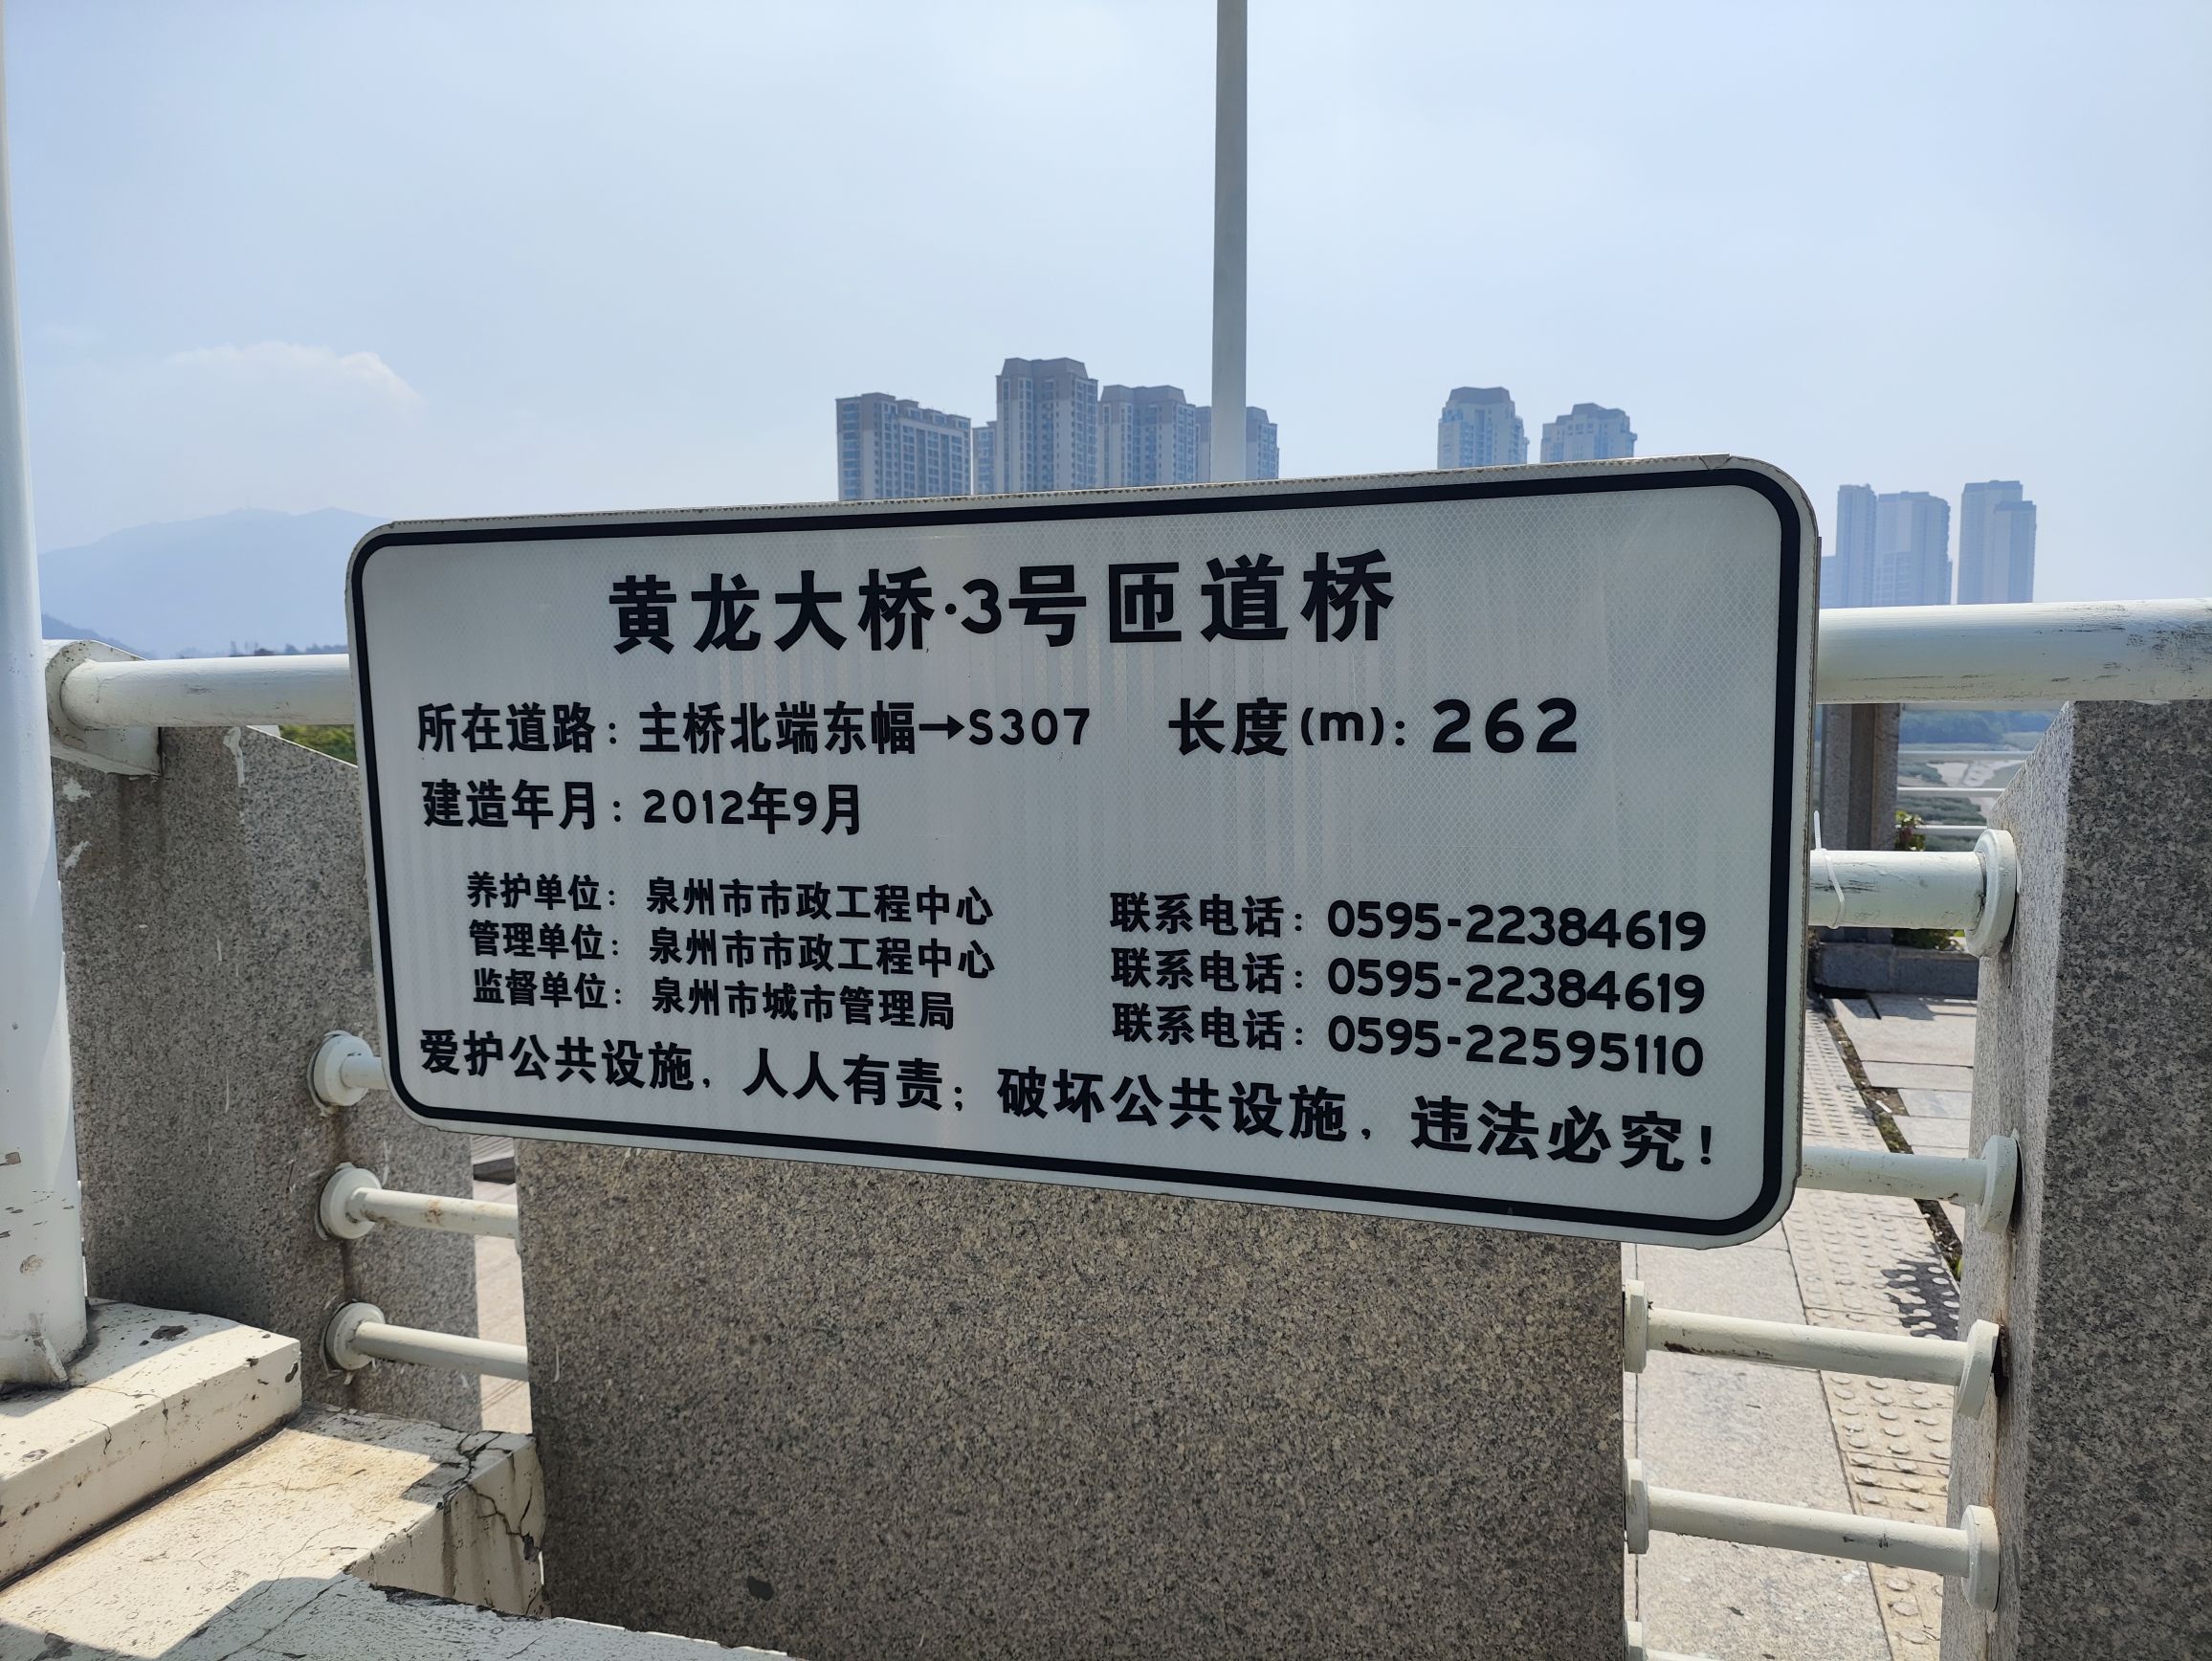 黄龙大桥·3号匝道桥
所在道路：主桥北端东幅→S307 长度(m)：262
建造年月：2012年9月
养护单位：泉州市市政工程中心 联系电话：0595-22384619
管理单位：泉州市市政工程中心 联系电话：0595-22384619
监督单位：泉州市城市管理局 联系电话：0595-22595110
爱护公共设施，人人有责；破坏公共设施，违法必究！